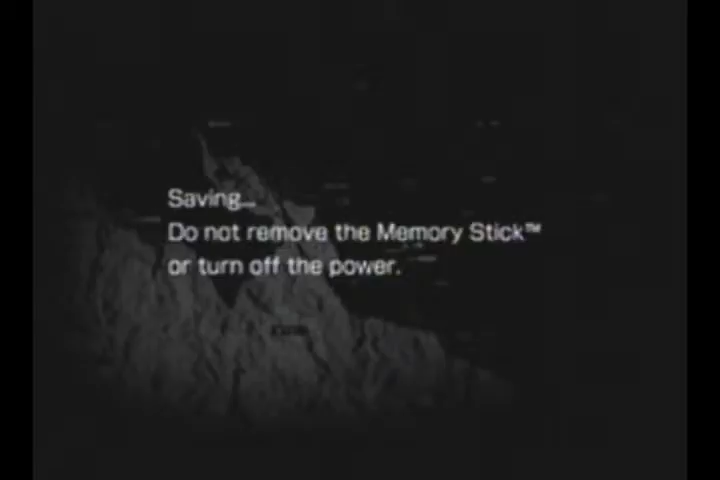 Saving...
Do not remove the Memory Stick™
or turn off the power.